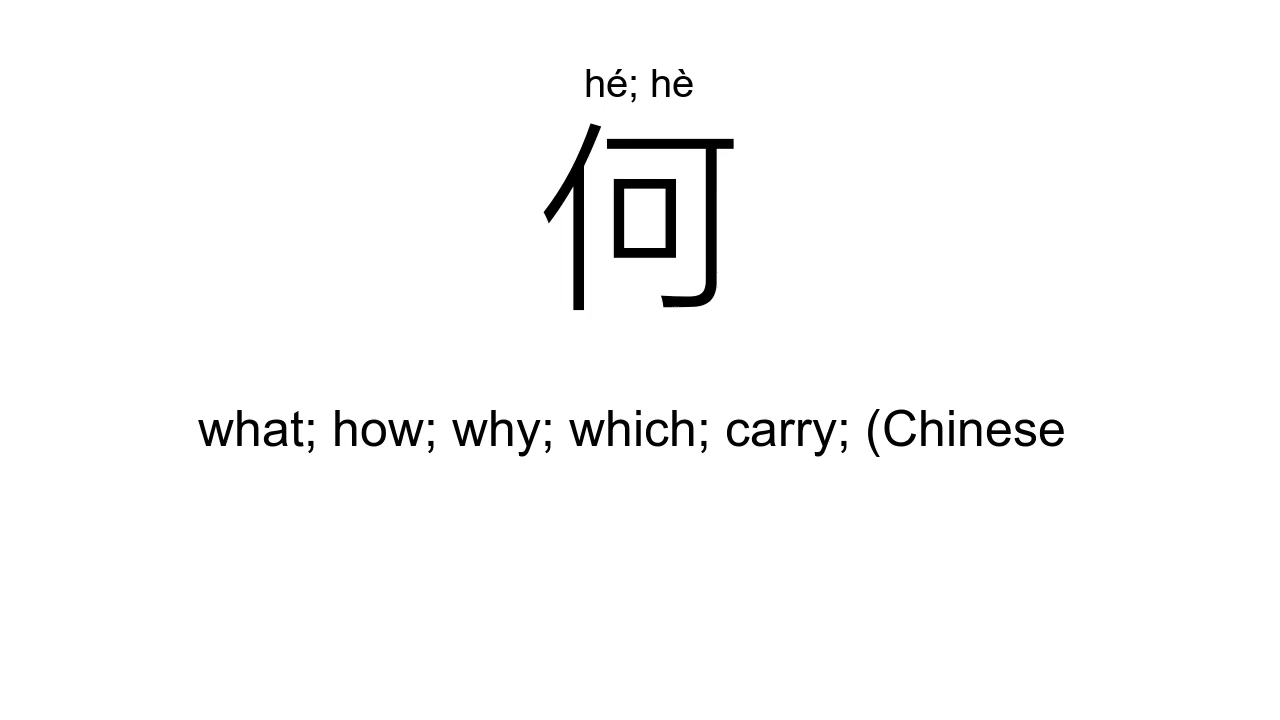 hé; hè
何
what; how; why; which; carry; (Chinese